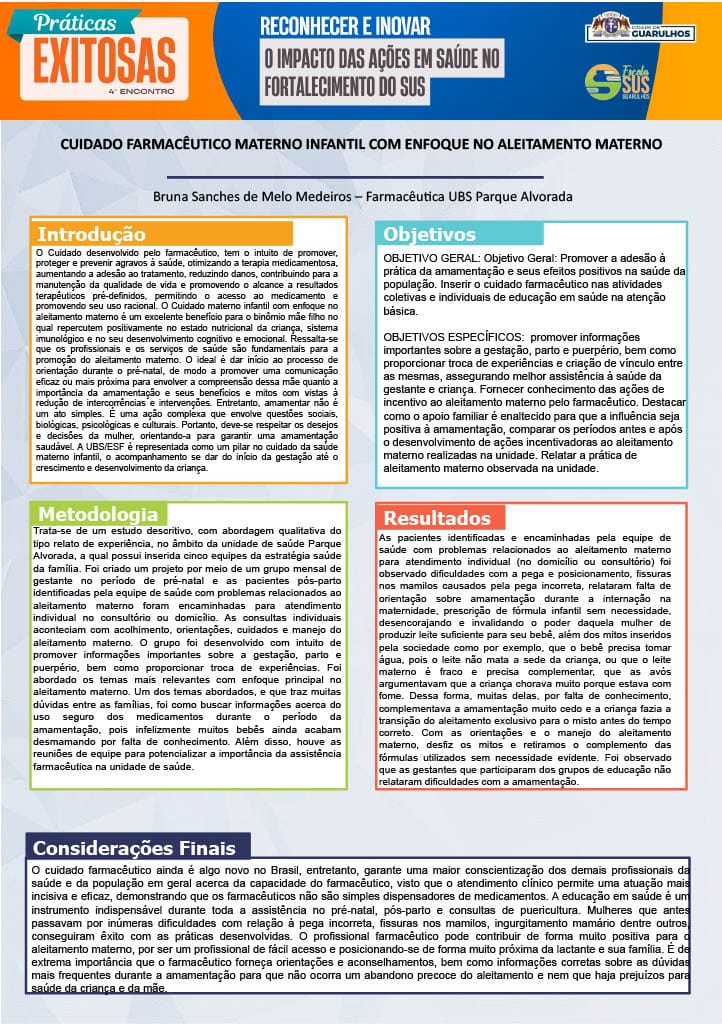 Práticas
EXITOSAS
4º ENCONTRO
RECONHECER E INOVAR
O IMPACTO DAS AÇÕES EM SAÚDE NO
FORTALECIMENTO DO SUS
CIDADE DE
GUARULHOS
Escola
SUS
GUARULHOS
CUIDADO FARMACÊUTICO MATERNO INFANTIL COM ENFOQUE NO ALEITAMENTO MATERNO
Bruna Sanches de Melo Medeiros – Farmacêutica UBS Parque Alvorada
Introdução
O Cuidado desenvolvido pelo farmacêutico, tem o intuito de promover,
proteger e prevenir agravos à saúde, otimizando a terapia medicamentosa,
aumentando a adesão ao tratamento, reduzindo danos, contribuindo para a
manutenção da qualidade de vida e promovendo o alcance a resultados
terapêuticos pré-definidos, permitindo o acesso ao medicamento e
promovendo seu uso racional. O Cuidado materno infantil com enfoque no
aleitamento materno é um excelente benefício para o binômio mãe filho no
qual repercutem positivamente no estado nutricional da criança, sistema
imunológico e no seu desenvolvimento cognitivo e emocional. Ressalta-se
que os profissionais e os serviços de saúde são fundamentais para a
promoção do aleitamento materno. O ideal é dar início ao processo de
orientação durante o pré-natal, de modo a promover uma comunicação
eficaz ou mais próxima para envolver a compreensão dessa mãe quanto a
importância da amamentação e seus benefícios e mitos com vistas à
redução de intercorrências e intervenções. Entretanto, amamentar não é
um ato simples. É uma ação complexa que envolve questões sociais,
biológicas, psicológicas e culturais. Portanto, deve-se respeitar os desejos
e decisões da mulher, orientando-a para garantir uma amamentação
saudável. A UBS/ESF é representada como um pilar no cuidado da saúde
materno infantil, o acompanhamento se dar do início da gestação até o
crescimento e desenvolvimento da criança.
Objetivos
OBJETIVO GERAL: Objetivo Geral: Promover a adesão à
prática da amamentação e seus efeitos positivos na saúde da
população. Inserir o cuidado farmacêutico nas atividades
coletivas e individuais de educação em saúde na atenção
básica.
OBJETIVOS ESPECÍFICOS: promover informações
importantes sobre a gestação, parto e puerpério, bem como
proporcionar troca de experiências e criação de vínculo entre
as mesmas, assegurando melhor assistência à saúde da
gestante e criança. Fornecer conhecimento das ações de
incentivo ao aleitamento materno pelo farmacêutico. Destacar
como o apoio familiar é enaltecido para que a influência seja
positiva à amamentação, comparar os períodos antes e após
o desenvolvimento de ações incentivadoras ao aleitamento
materno realizadas na unidade. Relatar a prática de
aleitamento materno observada na unidade.
Metodologia
Trata-se de um estudo descritivo, com abordagem qualitativa do
tipo relato de experiência, no âmbito da unidade de saúde Parque
Alvorada, a qual possui inserida cinco equipes da estratégia saúde
da família. Foi criado um projeto por meio de um grupo mensal de
gestante no período de pré-natal e as pacientes pós-parto
identificadas pela equipe de saúde com problemas relacionados ao
aleitamento materno foram encaminhadas para atendimento
individual no consultório ou domicílio. As consultas individuais
aconteciam com acolhimento, orientações, cuidados e manejo do
aleitamento materno. O grupo foi desenvolvido com intuito de
promover informações importantes sobre a gestação, parto e
puerpério, bem como proporcionar troca de experiências. Foi
abordado os temas mais relevantes com enfoque principal no
aleitamento materno. Um dos temas abordados, e que traz muitas
dúvidas entre as famílias, foi como buscar informações acerca do
uso seguro dos medicamentos durante o período da
amamentação, pois infelizmente muitos bebês ainda acabam
desmamando por falta de conhecimento. Além disso, houve as
reuniões de equipe para potencializar a importância da assistência
farmacêutica na unidade de saúde.
Resultados
As pacientes identificadas e encaminhadas pela equipe de
saúde com problemas relacionados ao aleitamento materno
para atendimento individual (no domicílio ou consultório) foi
observado dificuldades com a pega e posicionamento, fissuras
nos mamilos causados pela pega incorreta, relataram falta de
orientação sobre amamentação durante a internação na
maternidade, prescrição de fórmula infantil sem necessidade,
desencorajando e invalidando o poder daquela mulher de
produzir leite suficiente para seu bebê, além dos mitos inseridos
pela sociedade como por exemplo, que o bebê precisa tomar
água, pois o leite não mata a sede da criança, ou que o leite
materno é fraco e precisa complementar, que as avós
argumentavam que a criança chorava muito porque estava com
fome. Dessa forma, muitas delas, por falta de conhecimento,
complementava a amamentação muito cedo e a criança fazia a
transição do aleitamento exclusivo para o misto antes do tempo
correto. Com as orientações e o manejo do aleitamento
materno, desfiz os mitos e retiramos o complemento das
fórmulas utilizados sem necessidade evidente. Foi observado
que as gestantes que participaram dos grupos de educação não
relataram dificuldades com a amamentação.
Considerações Finais
O cuidado farmacêutico ainda é algo novo no Brasil, entretanto, garante uma maior conscientização dos demais profissionais da
saúde e da população em geral acerca da capacidade do farmacêutico, visto que o atendimento clínico permite uma atuação mais
incisiva e eficaz, demonstrando que os farmacêuticos não são simples dispensadores de medicamentos. A educação em saúde é um
instrumento indispensável durante toda a assistência no pré-natal, pós-parto e consultas de puericultura. Mulheres que antes
passavam por inúmeras dificuldades com relação à pega incorreta, fissuras nos mamilos, ingurgitamento mamário dentre outros,
conseguiram êxito com as práticas desenvolvidas. O profissional farmacêutico pode contribuir de forma muito positiva para o
aleitamento materno, por ser um profissional de fácil acesso e posicionando-se de forma muito próxima da lactante e sua família. É de
extrema importância que o farmacêutico forneça orientações e aconselhamentos, bem como informações corretas sobre as dúvidas
mais frequentes durante a amamentação para que não ocorra um abandono precoce do aleitamento e nem que haja prejuízos para
saúde da criança e da mãe.